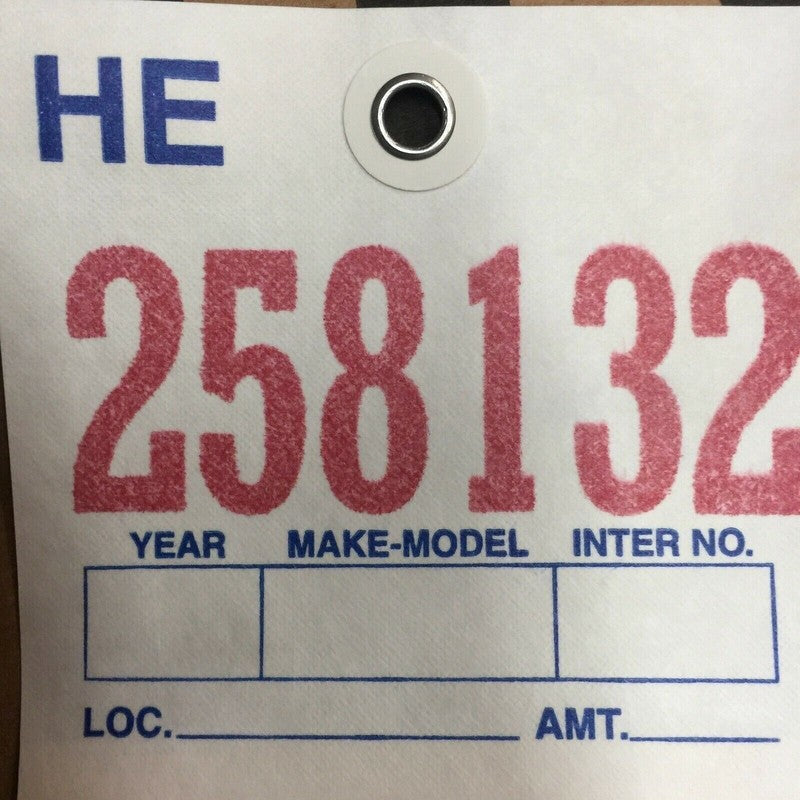 HE
258132
YEAR MAKE-MODEL INTER NO.
LOC. AMT.